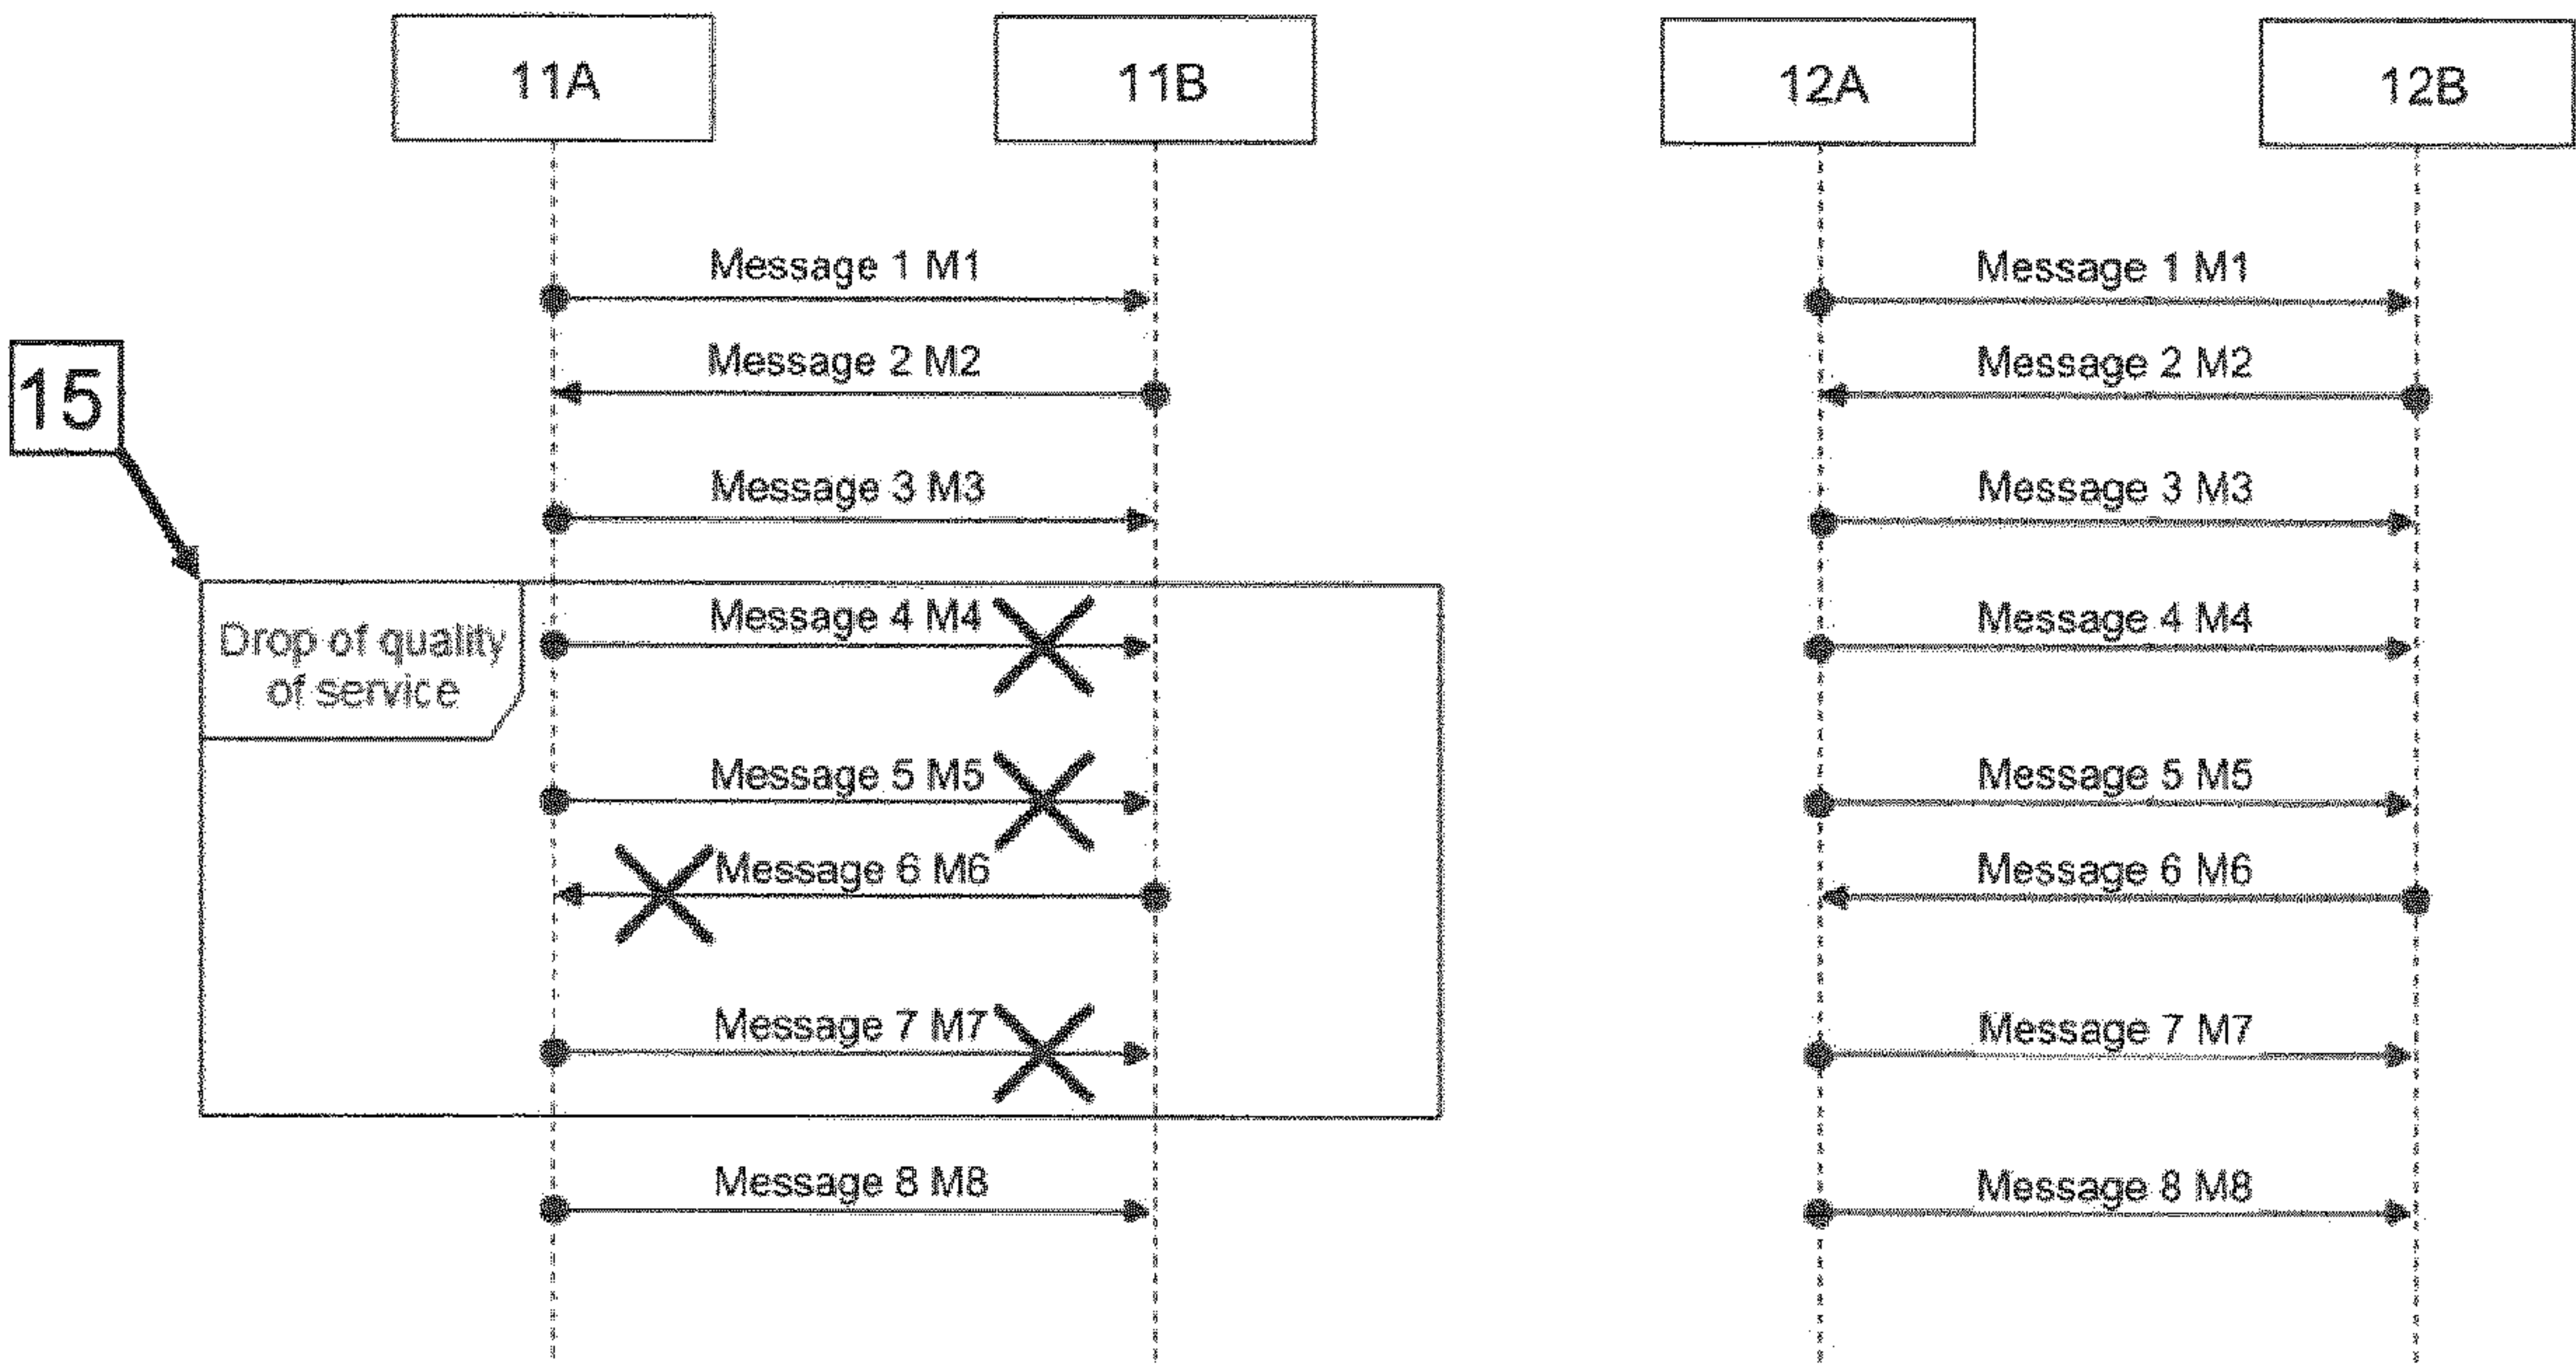 11A
11B
12A
12B
Message 1 M1
Message 1 M1
15
Message 2 M2
Message 2 M2
Message 3 M3
Message 3 M3
Drop of quality
of service
Message 4 M4
Message 4 M4
Message 5 M5
Message 5 M5
Message 6 M6
Message 6 M6
Message 7 M7
Message 7 M7
Message 8 M8
Message 8 M8